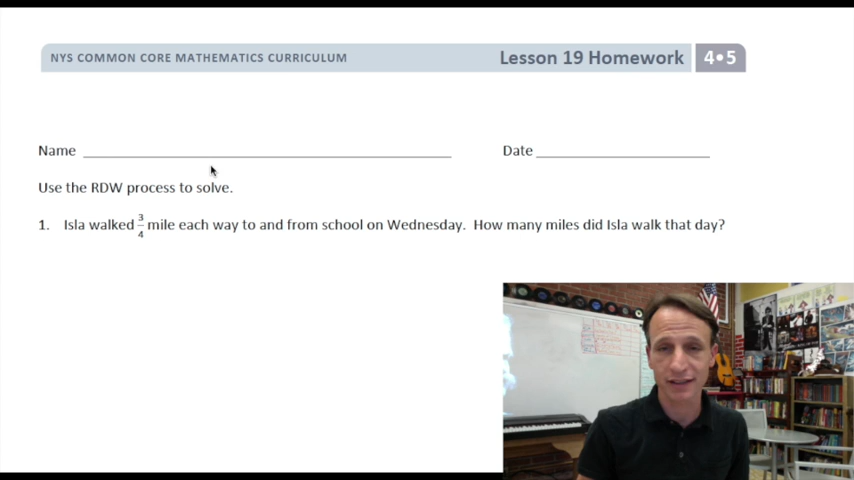 NYS COMMON CORE MATHEMATICS CURRICULUM
Lesson 19 Homework 4•5
Name
Date
Use the RDW process to solve.
1. Isla walked 3/4 mile each way to and from school on Wednesday. How many miles did Isla walk that day?